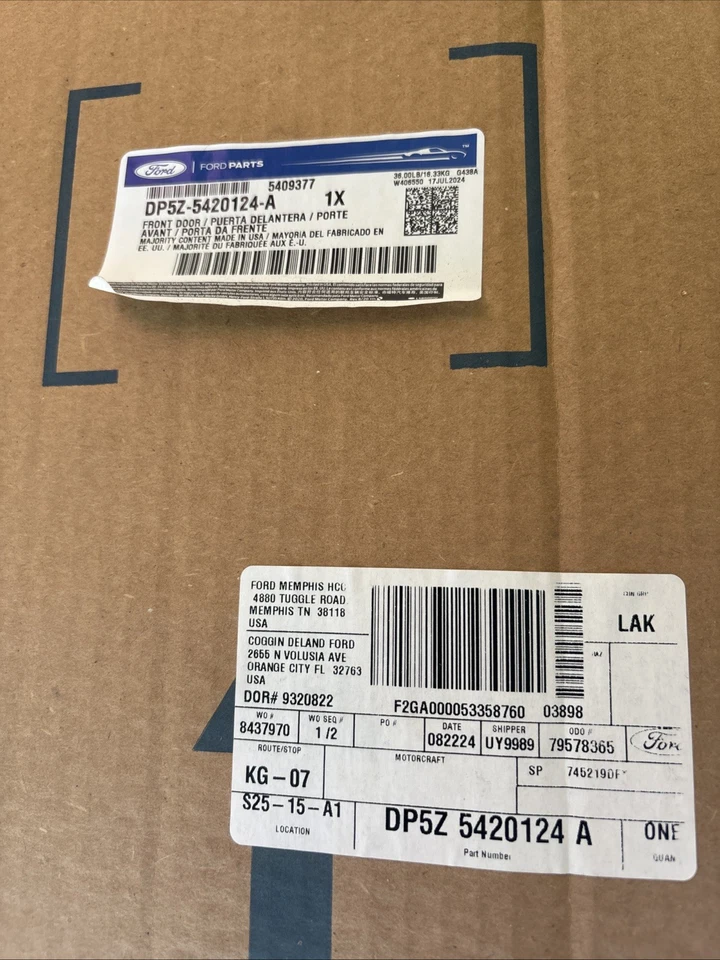 Ford | FORD PARTS ™
5409377
36.00LB/16.33KG G438A
W406550 17JUL2024
DP5Z-5420124-A 1X
FRONT DOOR / PUERTA DELANTERA / PORTE
AVANT / PORTA DA FRENTE
MAJORITY CONTENT MADE IN USA / MAYORIA DEL FABRICADO EN
EE. UU. / MAJORITÉ DU FABRIQUÉE AUX É.-U.
FORD MEMPHIS HCC
4880 TUGGLE ROAD
MEMPHIS TN 38118
USA
COGGIN DELAND FORD
2655 N VOLUSIA AVE
ORANGE CITY FL 32763
USA
DOR# 9320822
F2GA000053358760 03898
LAK
WO #
8437970
WO SEQ #
1 /2
PO #
DATE
082224
SHIPPER
UY9989
ODO #
79578365
Ford
ROUTE/STOP
KG-07
MOTORCRAFT
SP
S25-15-A1
LOCATION
DP5Z 5420124 A
Part Number
ONE
QUAN